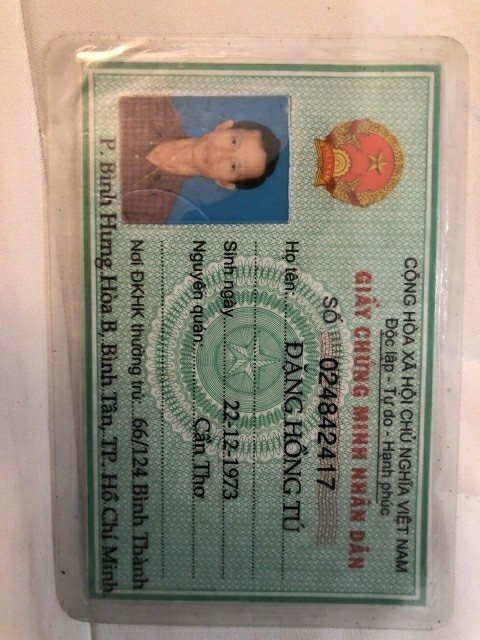 CỘNG HÒA XÃ HỘI CHỦ NGHĨA VIỆT NAM
Độc lập - Tự do - Hạnh phúc
GIẤY CHỨNG MINH NHÂN DÂN
SỐ 024842417
Họ tên: ĐẶNG HỒNG TÚ
Sinh ngày 22-12-1973
Nguyên quán Cần Thơ
Nơi ĐKHK thường trú 66/124 Bình Thành
P. Bình Hưng Hòa B, Bình Tân, TP. Hồ Chí Minh